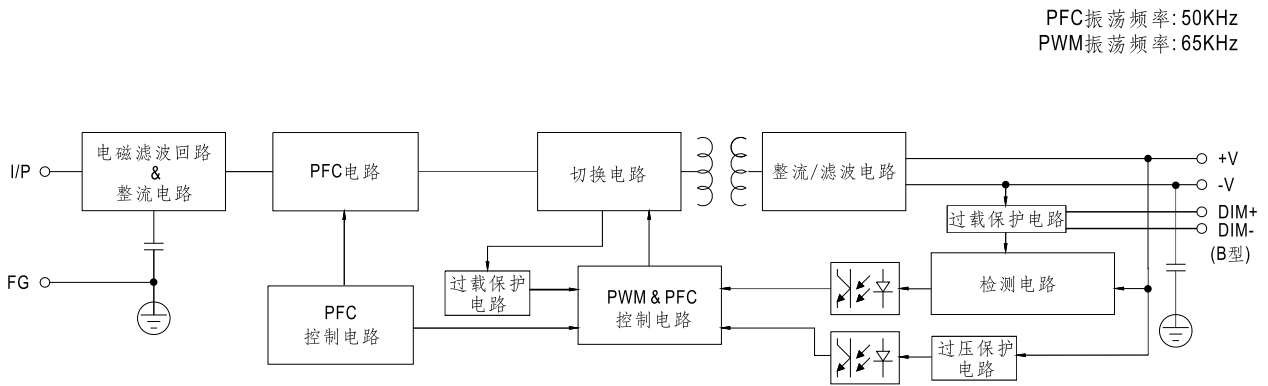 PFC振荡频率:50KHz
PWM振荡频率:65KHz
I/P
电磁滤波回路
&
整流电路
PFC电路
切换电路
整流/滤波电路
+V
-V
过载保护电路
DIM+
DIM-
(B型)
FG
过载保护
电路
PWM & PFC
控制电路
检测电路
PFC
控制电路
过压保护
电路